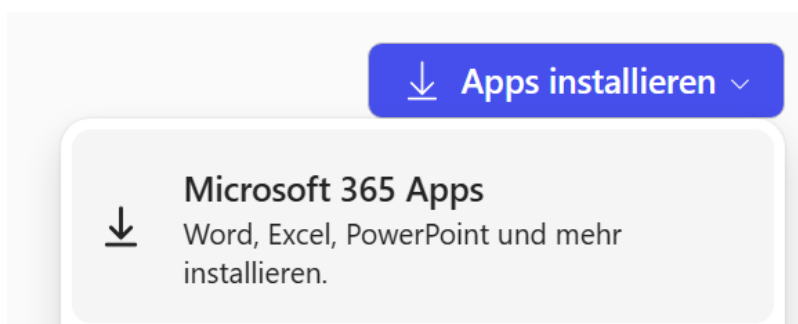 Apps installieren
Microsoft 365 Apps
Word, Excel, PowerPoint und mehr
installieren.